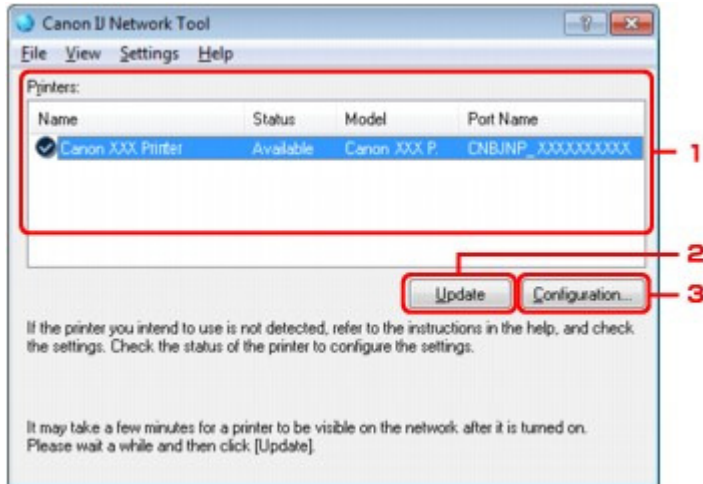 Canon IJ Network Tool
File View Settings Help
Printers:
Name Status Model Port Name
Canon XXX Printer Available Canon XXX P. CNBJNP_XXXXXXXXXX
1
2
Update Configuration... 3
If the printer you intend to use is not detected, refer to the instructions in the help, and check
the settings. Check the status of the printer to configure the settings.
It may take a few minutes for a printer to be visible on the network after it is turned on.
Please wait a while and then click [Update].